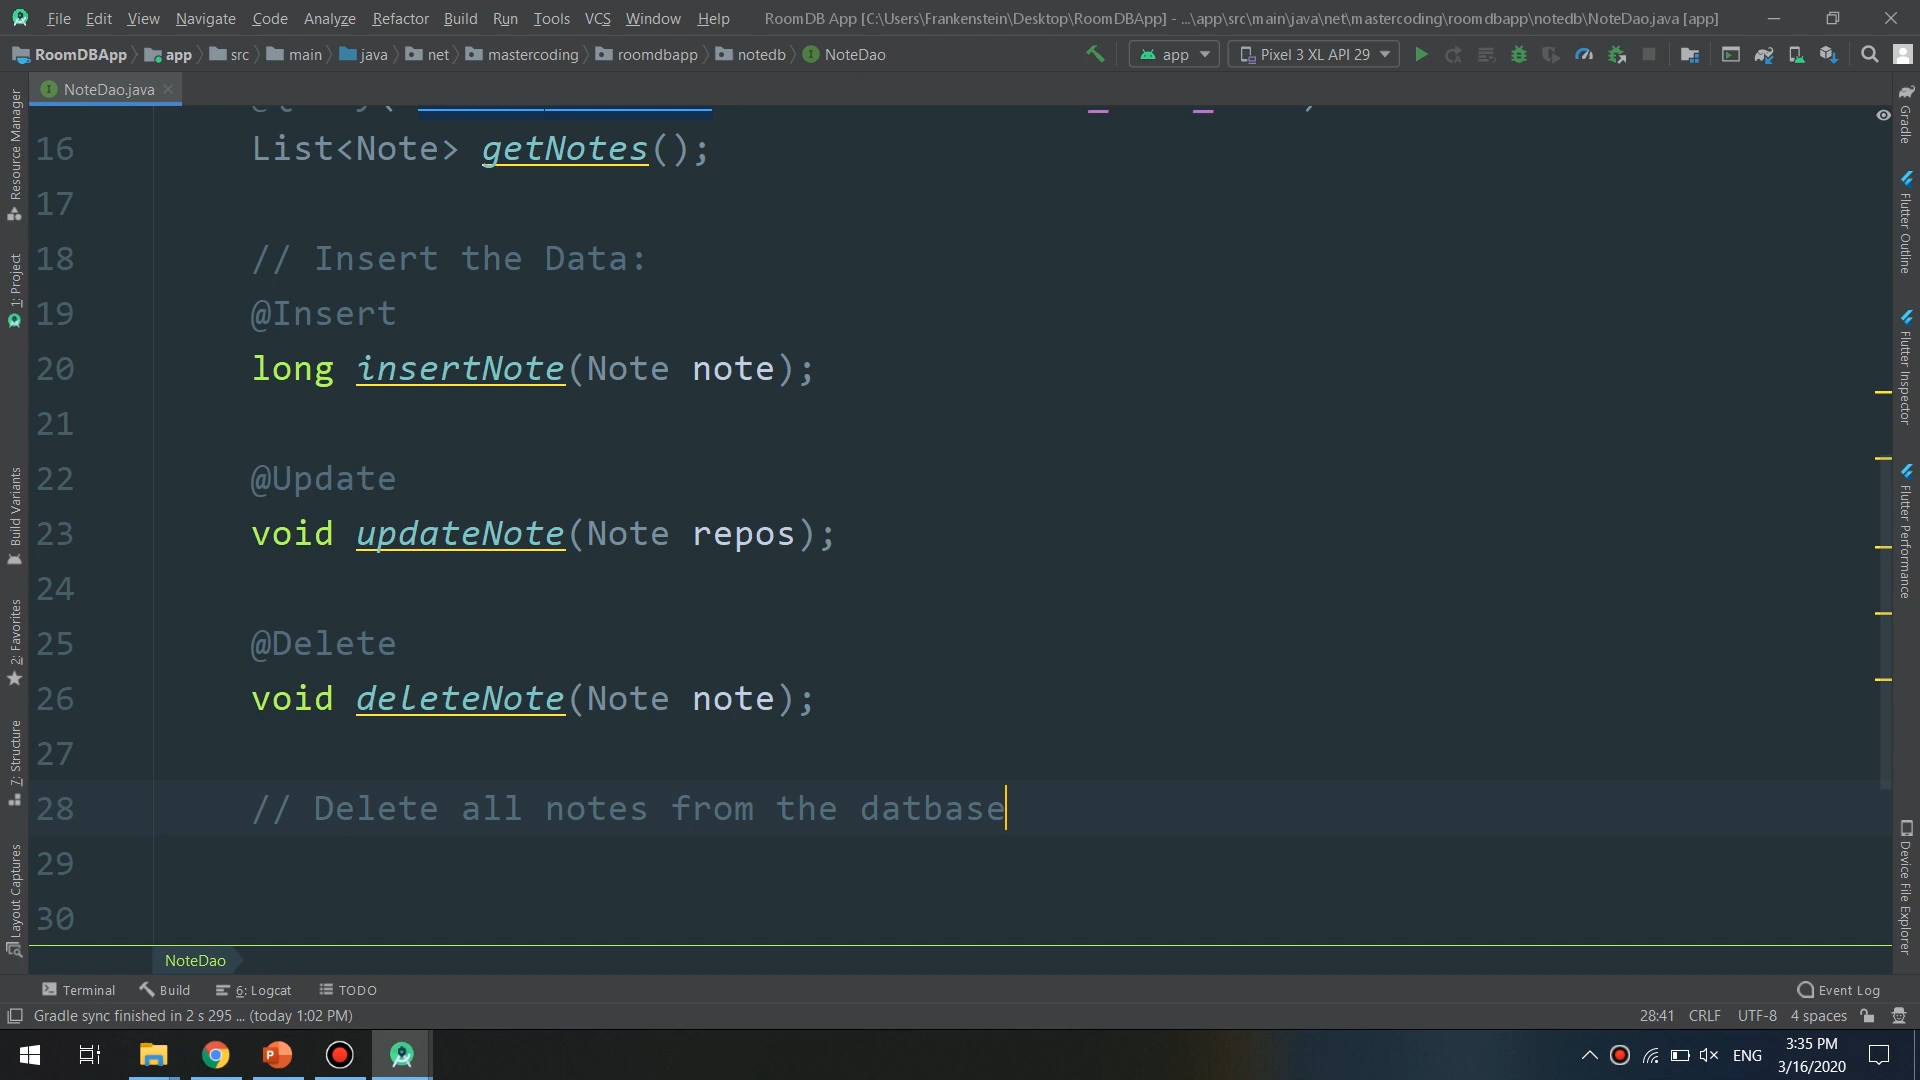 File Edit View Navigate Code Analyze Refactor Build Run Tools VCS Window Help RoomDB App [C:\Users\Frankenstein\Desktop\RoomDBApp] - ...\app\src\main\java\net\mastercoding\roomdbapp\notedb\NoteDao.java [app]
RoomDBApp app src main java net mastercoding roomdbapp notedb NoteDao app Pixel 3 XL API 29
NoteDao.java
16 List<Note> getNotes();
17
18 // Insert the Data:
19 @Insert
20 long insertNote(Note note);
21
22 @Update
23 void updateNote(Note repos);
24
25 @Delete
26 void deleteNote(Note note);
27
28 // Delete all notes from the datbase
29
30
NoteDao
Resource Manager
1: Project
Build Variants
2: Favorites
7: Structure
Layout Captures
Gradle
Flutter Outline
Flutter Inspector
Flutter Performance
Device File Explorer
Terminal Build 6: Logcat TODO Event Log
Gradle sync finished in 2 s 295 ... (today 1:02 PM) 28:41 CRLF UTF-8 4 spaces
ENG 3:35 PM
3/16/2020